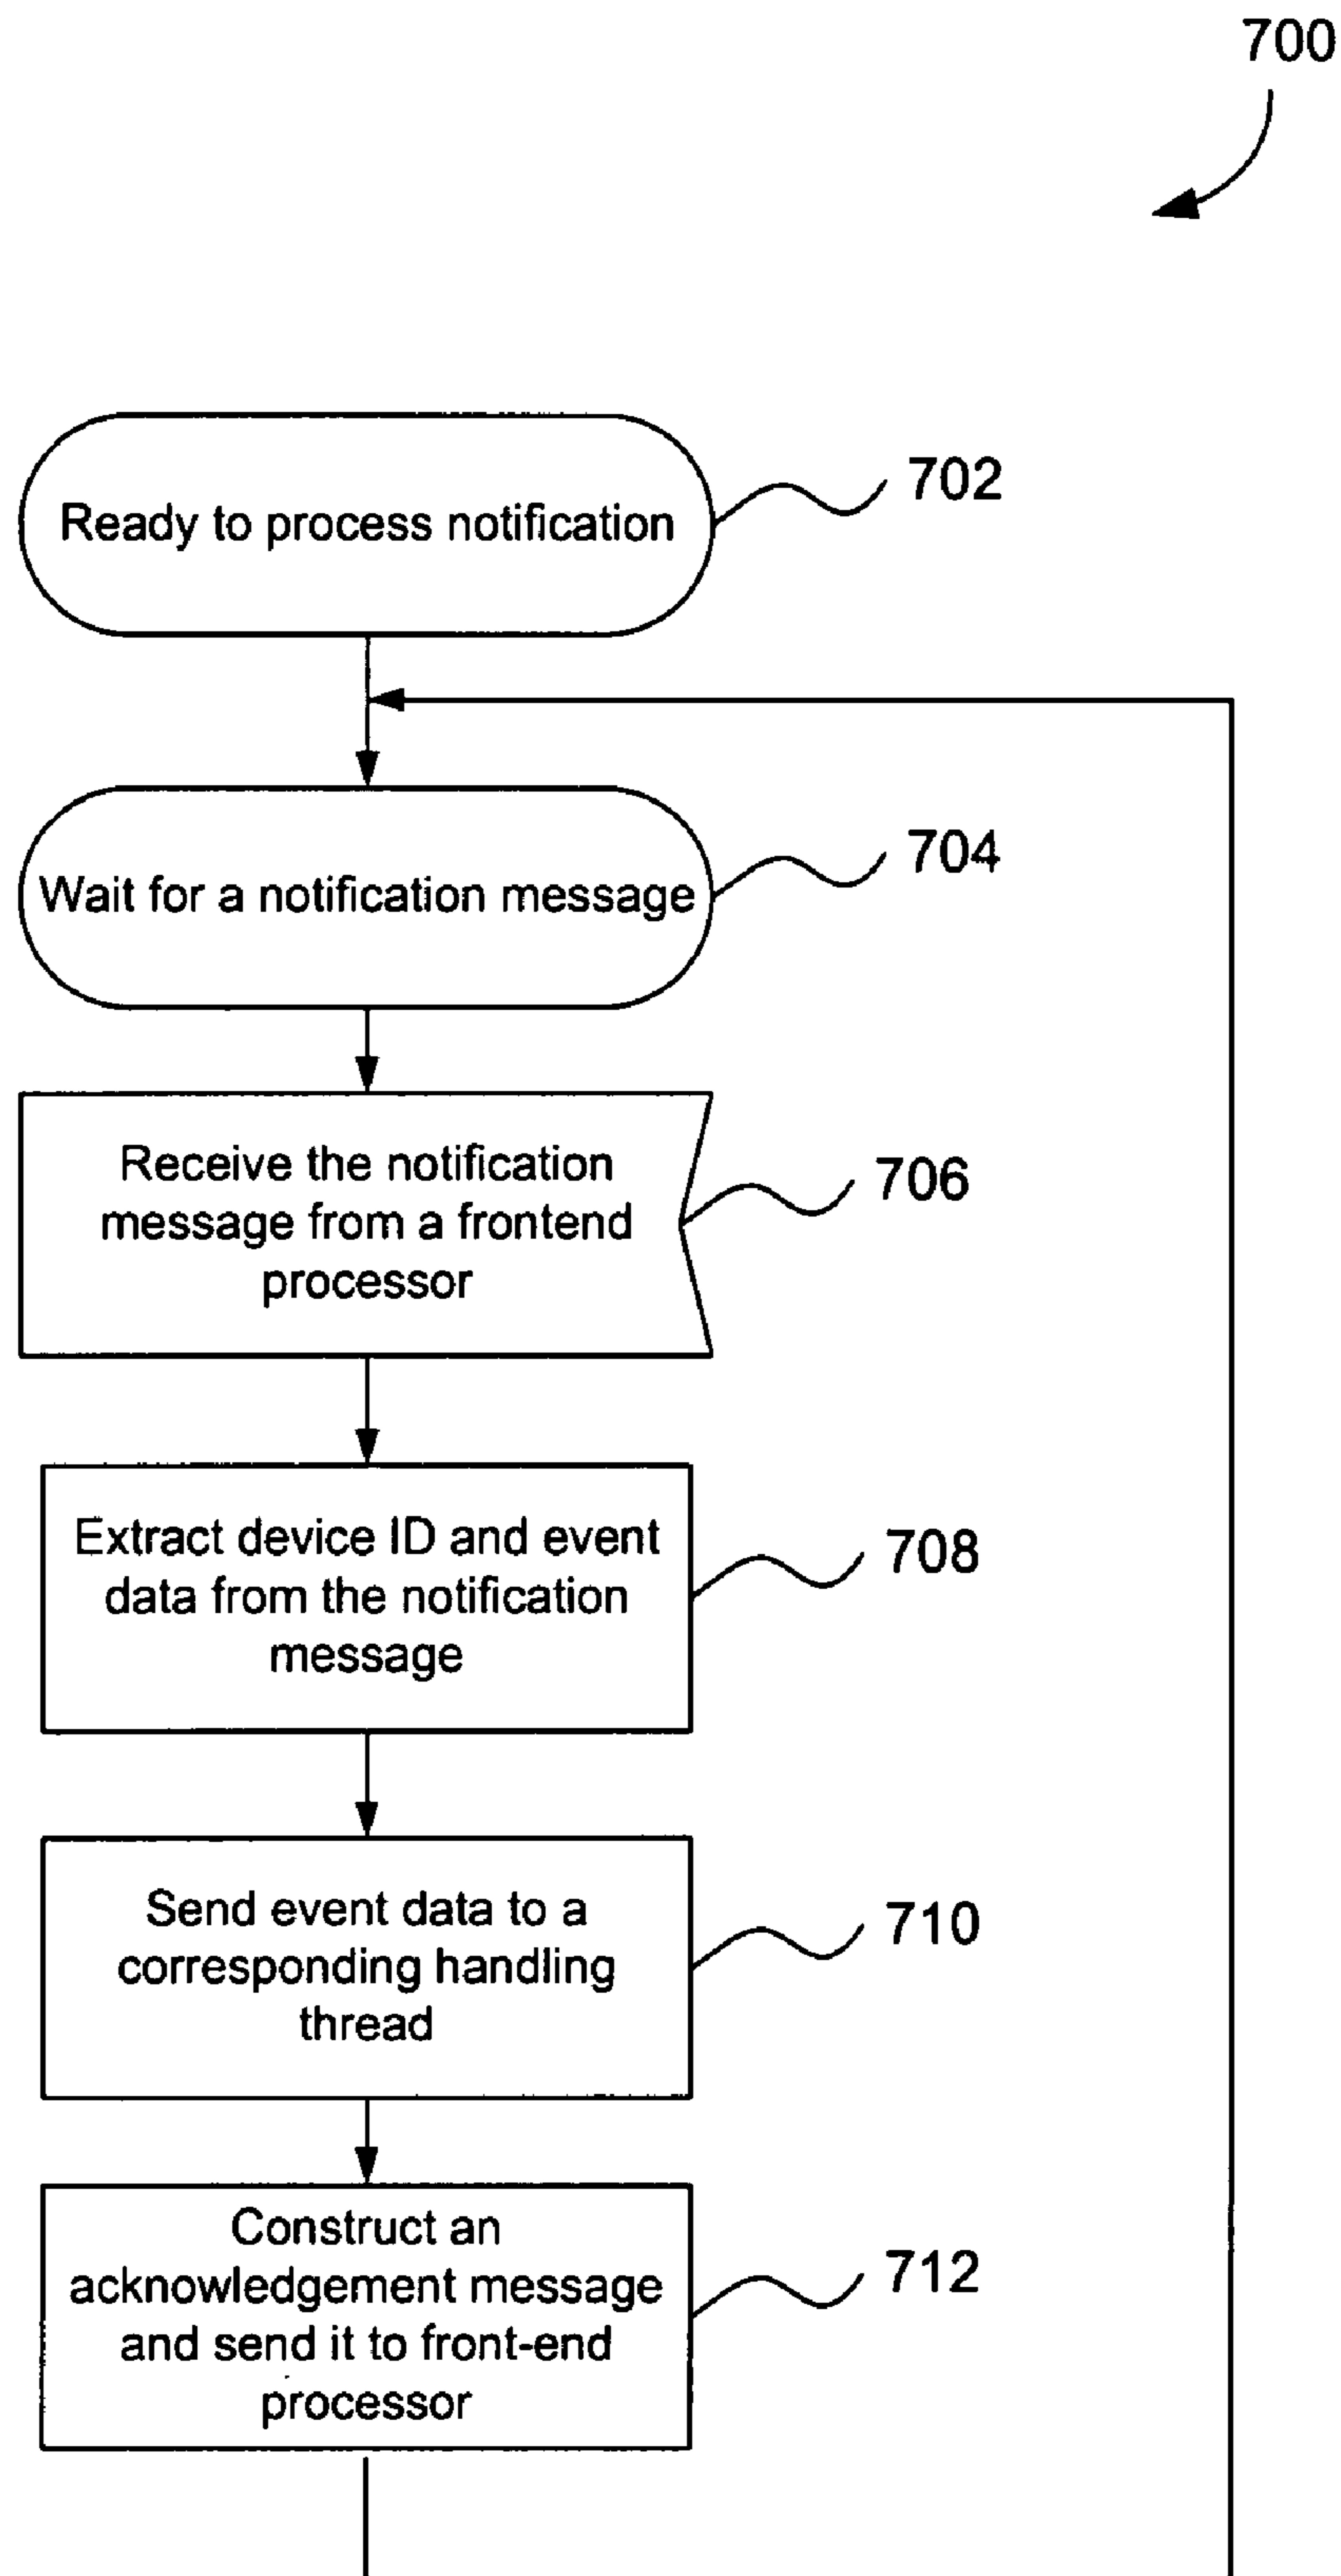 700
Ready to process notification
702
Wait for a notification message
704
Receive the notification
message from a frontend
processor
706
Extract device ID and event
data from the notification
message
708
Send event data to a
corresponding handling
thread
710
Construct an
acknowledgement message
and send it to front-end
processor
712